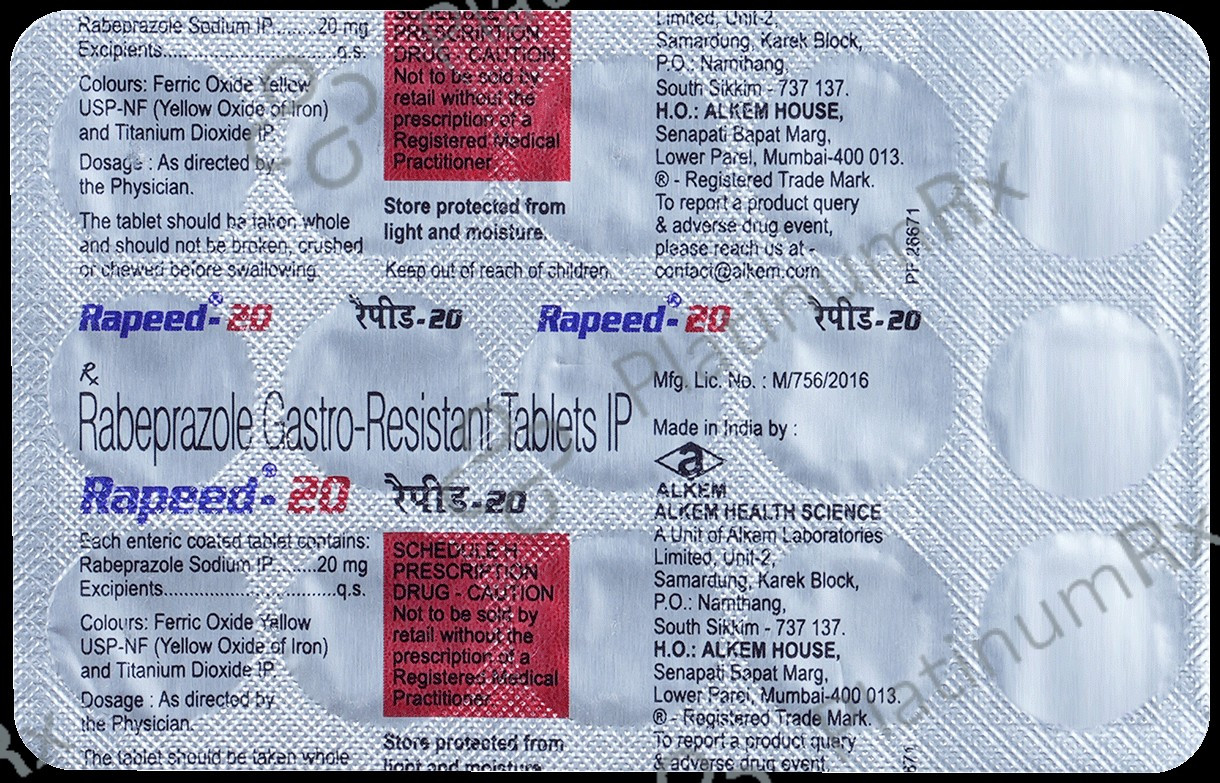 Rabeprazole Sodium IP........20 mg
Excipients....................................q.s.
Colours: Ferric Oxide Yellow
USP-NF (Yellow Oxide of Iron)
and Titanium Dioxide IP.
Dosage : As directed by
the Physician.
The tablet should be taken whole
and should not be broken, crushed
or chewed before swallowing.
SCHEDULE H
PRESCRIPTION
DRUG - CAUTION
Not to be sold by
retail without the
prescription of a
Registered Medical
Practitioner.
Store protected from
light and moisture.
Keep out of reach of children.
Limited, Unit-2,
Samardung, Karek Block,
P.O.: Namthang,
South Sikkim - 737 137.
H.O.: ALKEM HOUSE,
Senapati Bapat Marg,
Lower Parel, Mumbai-400 013.
® - Registered Trade Mark.
To report a product query
& adverse drug event,
please reach us at -
contact@alkem.com
PF-28671
Rapeed®-20 रैपीड-20 Rapeed®-20 रैपीड-20
Rx
Rabeprazole Gastro-Resistant Tablets IP
Rapeed®-20 रैपीड-20
Mfg. Lic. No. : M/756/2016
Made in India by :
a
ALKEM
ALKEM HEALTH SCIENCE
A Unit of Alkem Laboratories
Limited, Unit-2,
Samardung, Karek Block,
P.O.: Namthang,
South Sikkim - 737 137.
H.O.: ALKEM HOUSE,
Senapati Bapat Marg,
Lower Parel, Mumbai-400 013.
® - Registered Trade Mark.
To report a product query
& adverse drug event,
Each enteric coated tablet contains:
Rabeprazole Sodium IP........20 mg
Excipients....................................q.s.
Colours: Ferric Oxide Yellow
USP-NF (Yellow Oxide of Iron)
and Titanium Dioxide IP.
Dosage : As directed by
the Physician.
The tablet should be taken whole
SCHEDULE H
PRESCRIPTION
DRUG - CAUTION
Not to be sold by
retail without the
prescription of a
Registered Medical
Practitioner.
Store protected from
light and moisture.
671
PlatinumRx
PlatinumRx